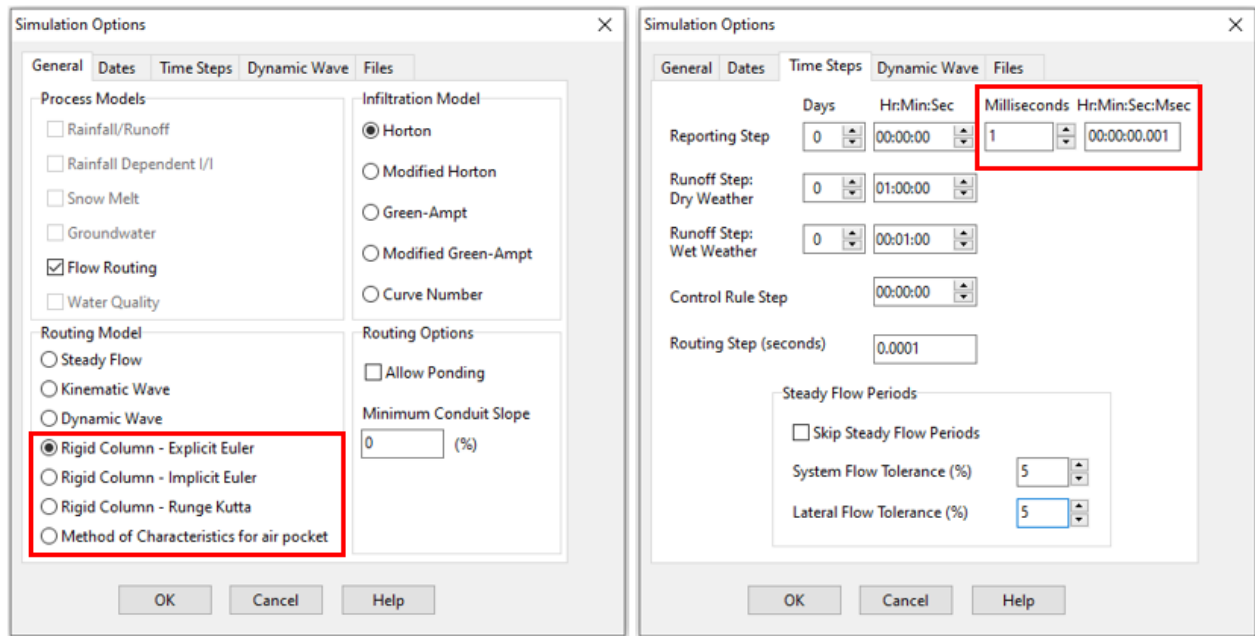 Simulation Options
General Dates Time Steps Dynamic Wave Files
Process Models
Rainfall/Runoff
Rainfall Dependent I/I
Snow Melt
Groundwater
Flow Routing
Water Quality
Infiltration Model
Horton
Modified Horton
Green-Ampt
Modified Green-Ampt
Curve Number
Routing Model
Steady Flow
Kinematic Wave
Dynamic Wave
Rigid Column - Explicit Euler
Rigid Column - Implicit Euler
Rigid Column - Runge Kutta
Method of Characteristics for air pocket
Routing Options
Allow Ponding
Minimum Conduit Slope
0 (%)
OK Cancel Help
Simulation Options
General Dates Time Steps Dynamic Wave Files
Days Hr:Min:Sec Milliseconds Hr:Min:Sec:Msec
Reporting Step 0 00:00:00 1 00:00:00.001
Runoff Step:
Dry Weather 0 01:00:00
Runoff Step:
Wet Weather 0 00:01:00
Control Rule Step 00:00:00
Routing Step (seconds) 0.0001
Steady Flow Periods
Skip Steady Flow Periods
System Flow Tolerance (%) 5
Lateral Flow Tolerance (%) 5
OK Cancel Help